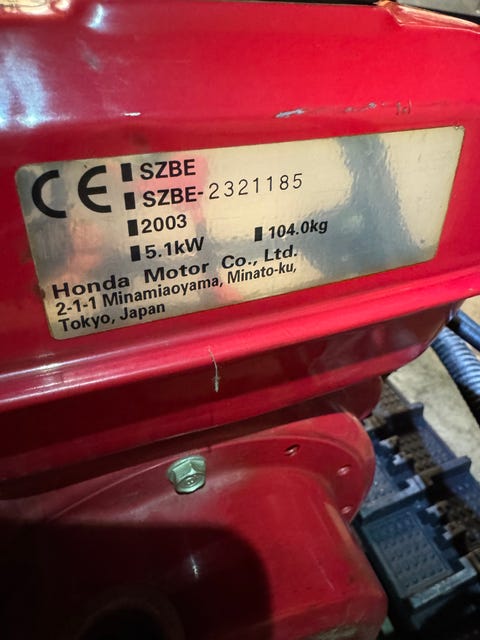 CE
SZBE
SZBE-2321185
2003
5.1kW 104.0kg
Honda Motor Co., Ltd.
2-1-1 Minamiaoyama, Minato-ku,
Tokyo, Japan